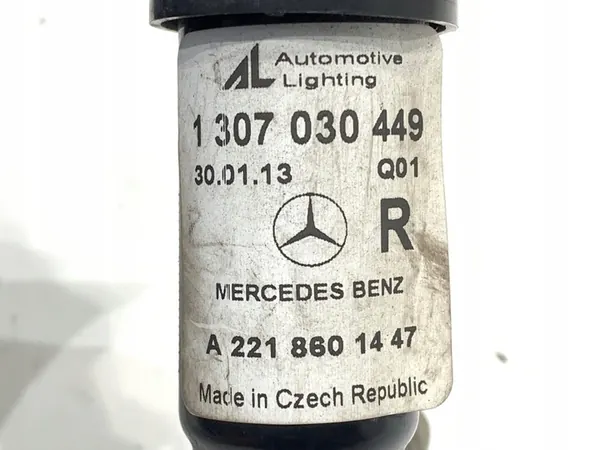 AL Automotive
Lighting
1 307 030 449
30.01.13 Q01
R
MERCEDES BENZ
A 221 860 14 47
Made in Czech Republic